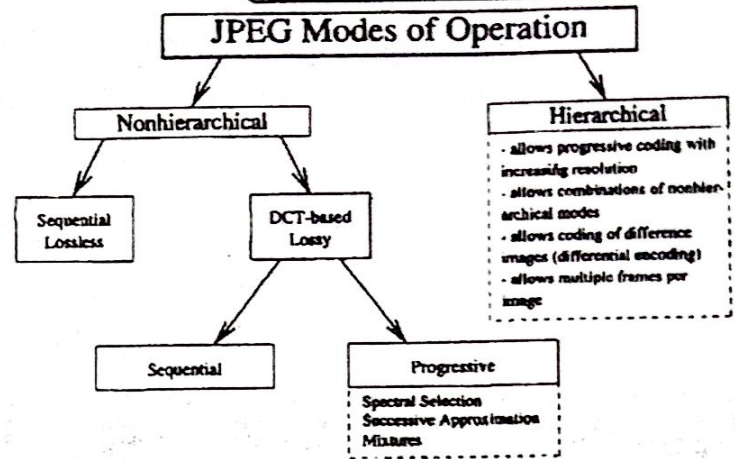 JPEG Modes of Operation
Nonhierarchical
Hierarchical
- allows progressive coding with
increasing resolution
- allows combinations of nonhier-
archical modes
- allows coding of difference
images (differential encoding)
- allows multiple frames per
image
Sequential
Lossless
DCT-based
Lossy
Sequential
Progressive
Spectral Selection
Successive Approximation
Mixtures